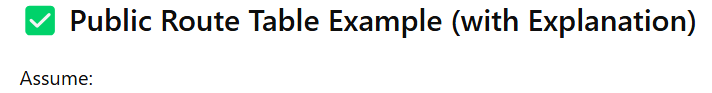 ✅ Public Route Table Example (with Explanation)
Assume: